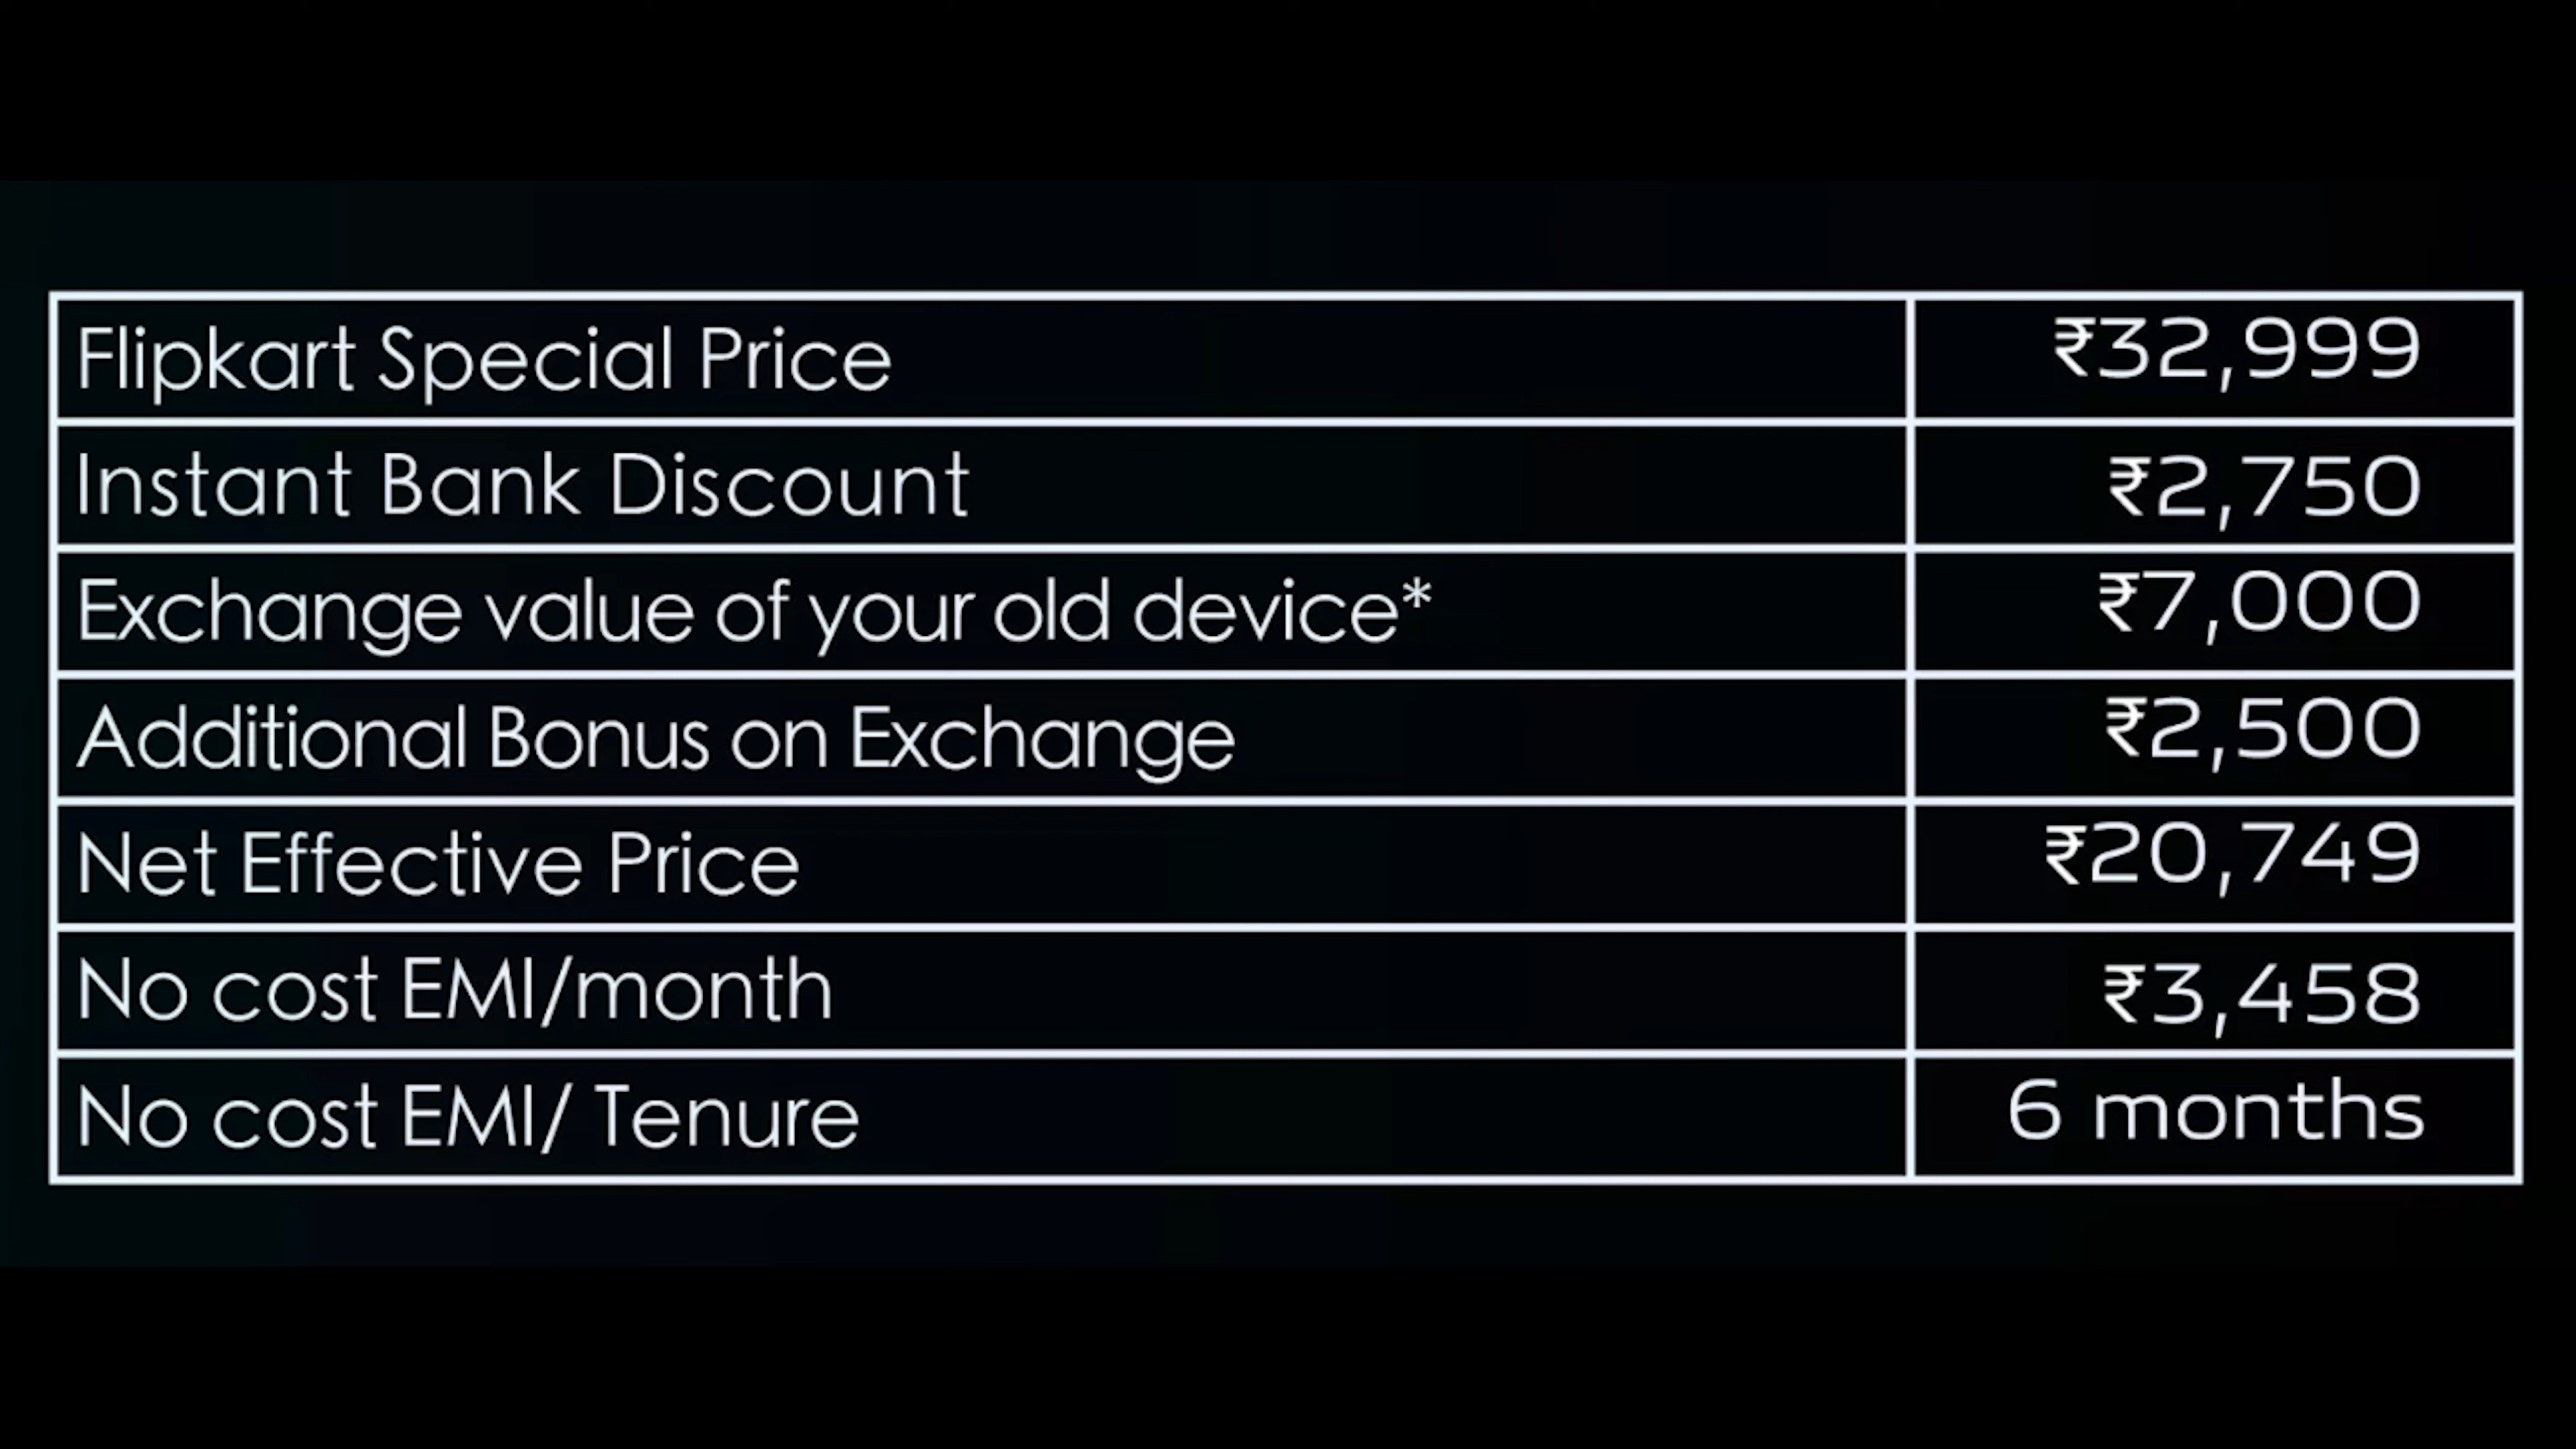 Flipkart Special Price ₹32,999
Instant Bank Discount ₹2,750
Exchange value of your old device* ₹7,000
Additional Bonus on Exchange ₹2,500
Net Effective Price ₹20,749
No cost EMI/month ₹3,458
No cost EMI/ Tenure 6 months